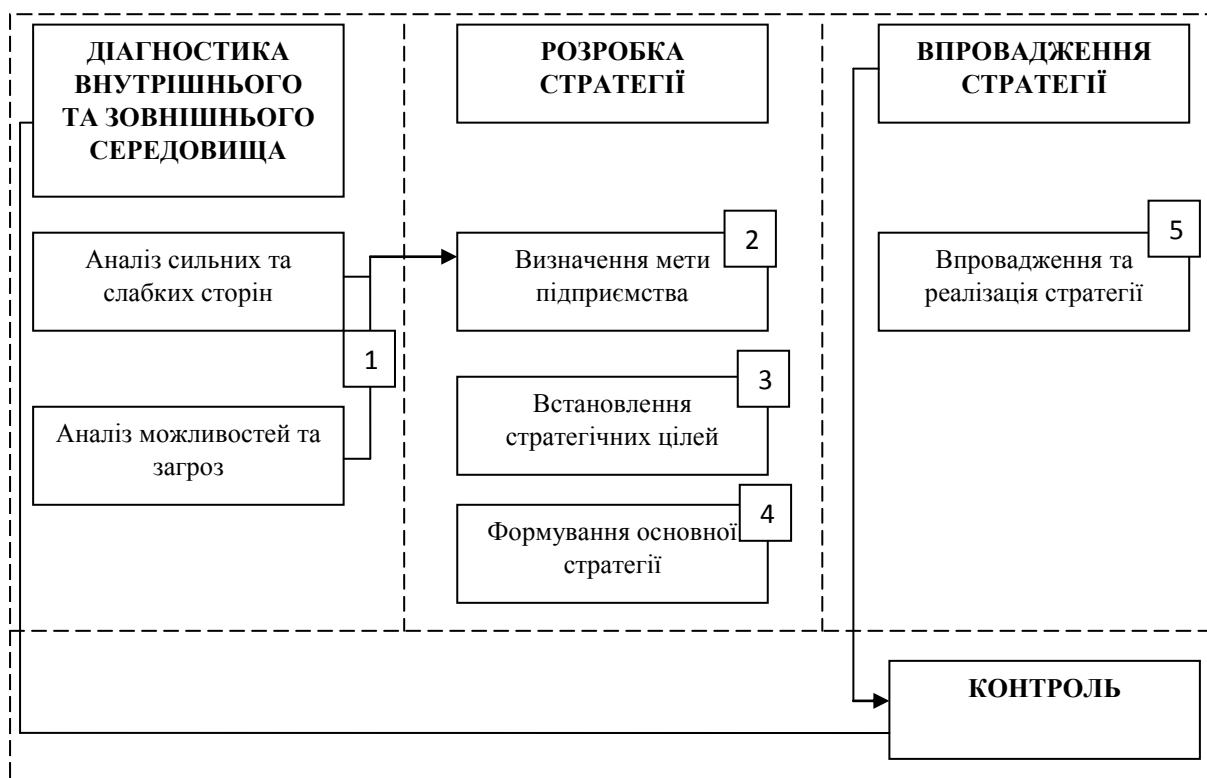 ДІАГНОСТИКА
ВНУТРІШНЬОГО
ТА ЗОВНІШНЬОГО
СЕРЕДОВИЩА
Аналіз сильних та
слабких сторін
1
Аналіз можливостей та
загроз
РОЗРОБКА
СТРАТЕГІЇ
2
Визначення мети
підприємства
3
Встановлення
стратегічних цілей
4
Формування основної
стратегії
ВПРОВАДЖЕННЯ
СТРАТЕГІЇ
5
Впровадження та
реалізація стратегії
КОНТРОЛЬ